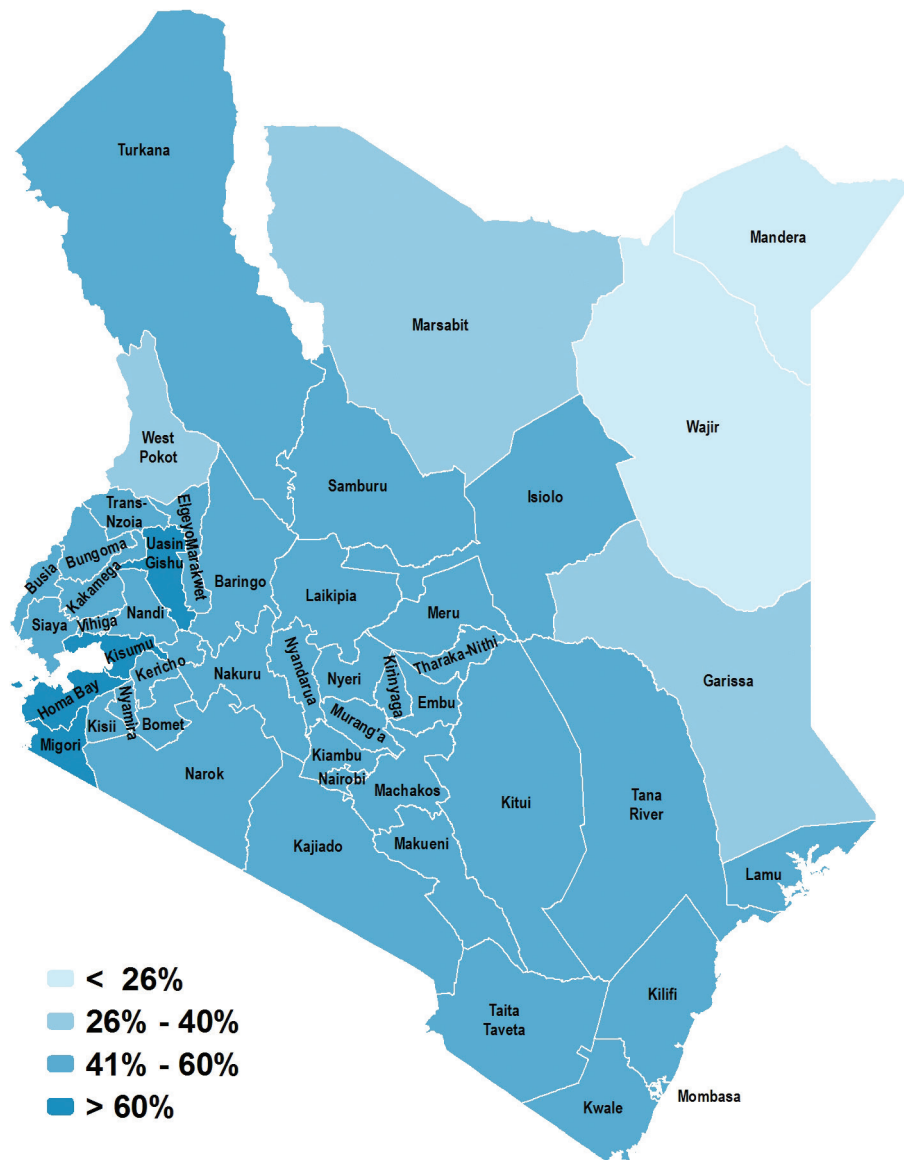 Turkana
Mandera
Marsabit
Wajir
West
Pokot
Samburu
Isiolo
Trans-
Nzoia
ElgeyoMarakwet
Uasin
Gishu
Bungoma
Busia
Kakamega
Baringo
Laikipia
Meru
Siaya
Vihiga
Nandi
Kisumu
Kericho
Nakuru
Nyandarua
Nyeri
Kirinyaga
Tharaka-Nithi
Embu
Garissa
Homa Bay
Nyamira
Kisii
Bomet
Murang'a
Migori
Kiambu
Narok
Nairobi
Machakos
Kitui
Tana
River
Kajiado
Makueni
Lamu
< 26%
26% - 40%
41% - 60%
> 60%
Kilifi
Taita
Taveta
Mombasa
Kwale